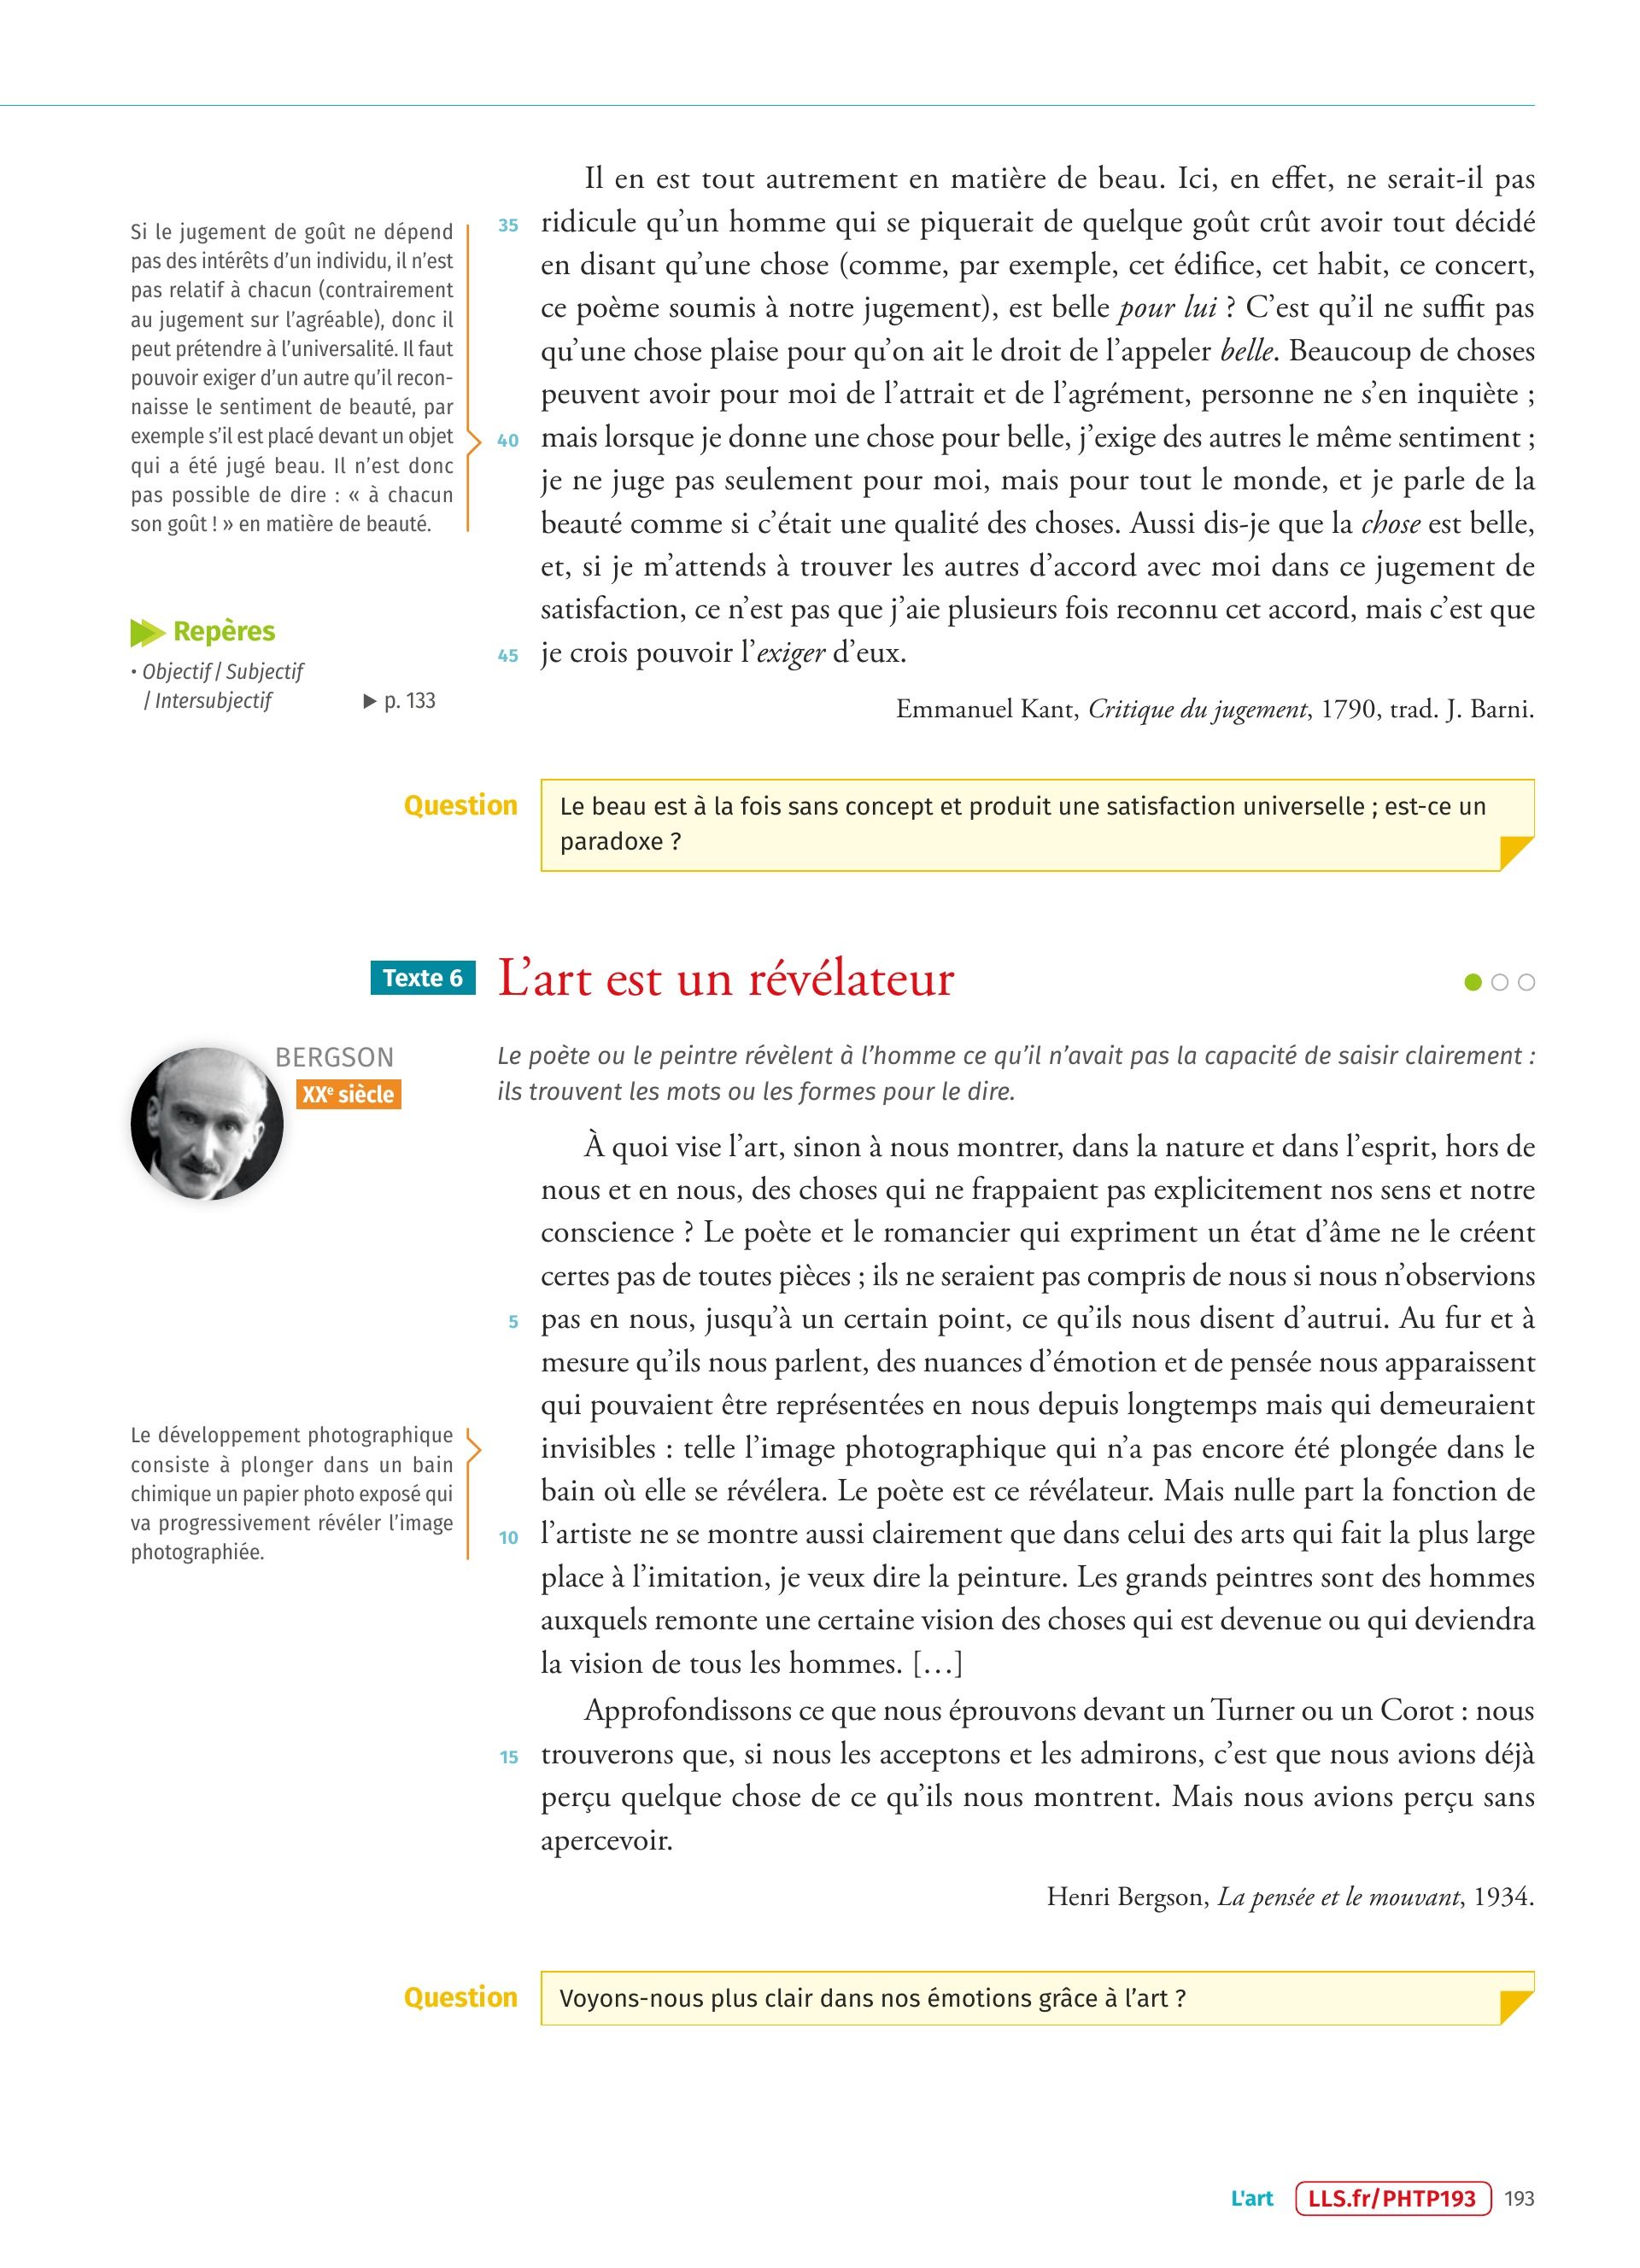 Il en est tout autrement en matière de beau. Ici, en effet, ne serait-il pas
35 ridicule qu’un homme qui se piquerait de quelque goût crût avoir tout décidé
en disant qu’une chose (comme, par exemple, cet édifice, cet habit, ce concert,
ce poème soumis à notre jugement), est belle pour lui ? C’est qu’il ne suffit pas
qu’une chose plaise pour qu’on ait le droit de l’appeler belle. Beaucoup de choses
peuvent avoir pour moi de l’attrait et de l’agrément, personne ne s’en inquiète ;
40 mais lorsque je donne une chose pour belle, j’exige des autres le même sentiment ;
je ne juge pas seulement pour moi, mais pour tout le monde, et je parle de la
beauté comme si c’était une qualité des choses. Aussi dis-je que la chose est belle,
et, si je m’attends à trouver les autres d’accord avec moi dans ce jugement de
satisfaction, ce n’est pas que j’aie plusieurs fois reconnu cet accord, mais c’est que
45 je crois pouvoir l’exiger d’eux.
Emmanuel Kant, Critique du jugement, 1790, trad. J. Barni.
Si le jugement de goût ne dépend
pas des intérêts d’un individu, il n’est
pas relatif à chacun (contrairement
au jugement sur l’agréable), donc il
peut prétendre à l’universalité. Il faut
pouvoir exiger d’un autre qu’il recon-
naisse le sentiment de beauté, par
exemple s’il est placé devant un objet
qui a été jugé beau. Il n’est donc
pas possible de dire : « à chacun
son goût ! » en matière de beauté.
Repères
• Objectif / Subjectif
/ Intersubjectif ▶ p. 133
Question
Le beau est à la fois sans concept et produit une satisfaction universelle ; est-ce un
paradoxe ?
Texte 6 L’art est un révélateur
BERGSON
XXe siècle
Le poète ou le peintre révèlent à l’homme ce qu’il n’avait pas la capacité de saisir clairement :
ils trouvent les mots ou les formes pour le dire.
À quoi vise l’art, sinon à nous montrer, dans la nature et dans l’esprit, hors de
nous et en nous, des choses qui ne frappaient pas explicitement nos sens et notre
conscience ? Le poète et le romancier qui expriment un état d’âme ne le créent
certes pas de toutes pièces ; ils ne seraient pas compris de nous si nous n’observions
5 pas en nous, jusqu’à un certain point, ce qu’ils nous disent d’autrui. Au fur et à
mesure qu’ils nous parlent, des nuances d’émotion et de pensée nous apparaissent
qui pouvaient être représentées en nous depuis longtemps mais qui demeuraient
invisibles : telle l’image photographique qui n’a pas encore été plongée dans le
bain où elle se révélera. Le poète est ce révélateur. Mais nulle part la fonction de
10 l’artiste ne se montre aussi clairement que dans celui des arts qui fait la plus large
place à l’imitation, je veux dire la peinture. Les grands peintres sont des hommes
auxquels remonte une certaine vision des choses qui est devenue ou qui deviendra
la vision de tous les hommes. […]
Approfondissons ce que nous éprouvons devant un Turner ou un Corot : nous
15 trouverons que, si nous les acceptons et les admirons, c’est que nous avions déjà
perçu quelque chose de ce qu’ils nous montrent. Mais nous avions perçu sans
apercevoir.
Henri Bergson, La pensée et le mouvant, 1934.
Le développement photographique
consiste à plonger dans un bain
chimique un papier photo exposé qui
va progressivement révéler l’image
photographiée.
Question
Voyons-nous plus clair dans nos émotions grâce à l’art ?
L'art LLS.fr/PHTP193 193